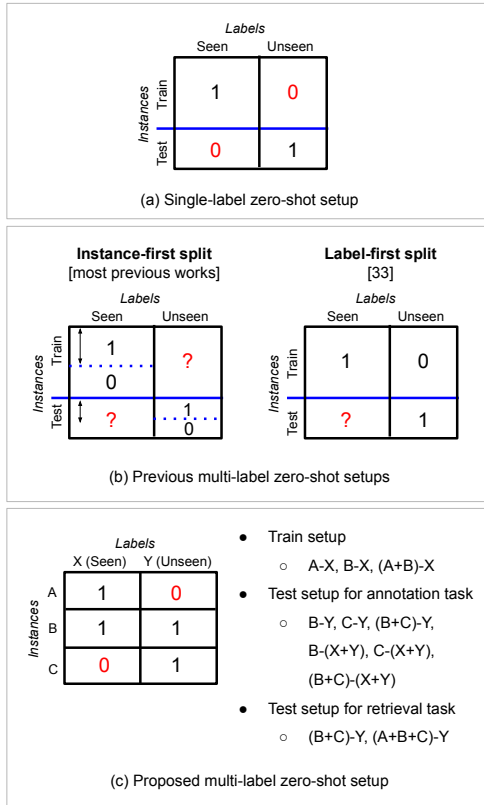 Labels
Seen Unseen
Instances
Train
1 0
Test
0 1
(a) Single-label zero-shot setup
Instance-first split
[most previous works]
Labels
Seen Unseen
Instances
Train
1
0
?
Test
?
1
0
Label-first split
[33]
Labels
Seen Unseen
Instances
Train
1 0
Test
? 1
(b) Previous multi-label zero-shot setups
Labels
X (Seen) Y (Unseen)
Instances
A 1 0
B 1 1
C 0 1
● Train setup
○ A-X, B-X, (A+B)-X
● Test setup for annotation task
○ B-Y, C-Y, (B+C)-Y,
B-(X+Y), C-(X+Y),
(B+C)-(X+Y)
● Test setup for retrieval task
○ (B+C)-Y, (A+B+C)-Y
(c) Proposed multi-label zero-shot setup